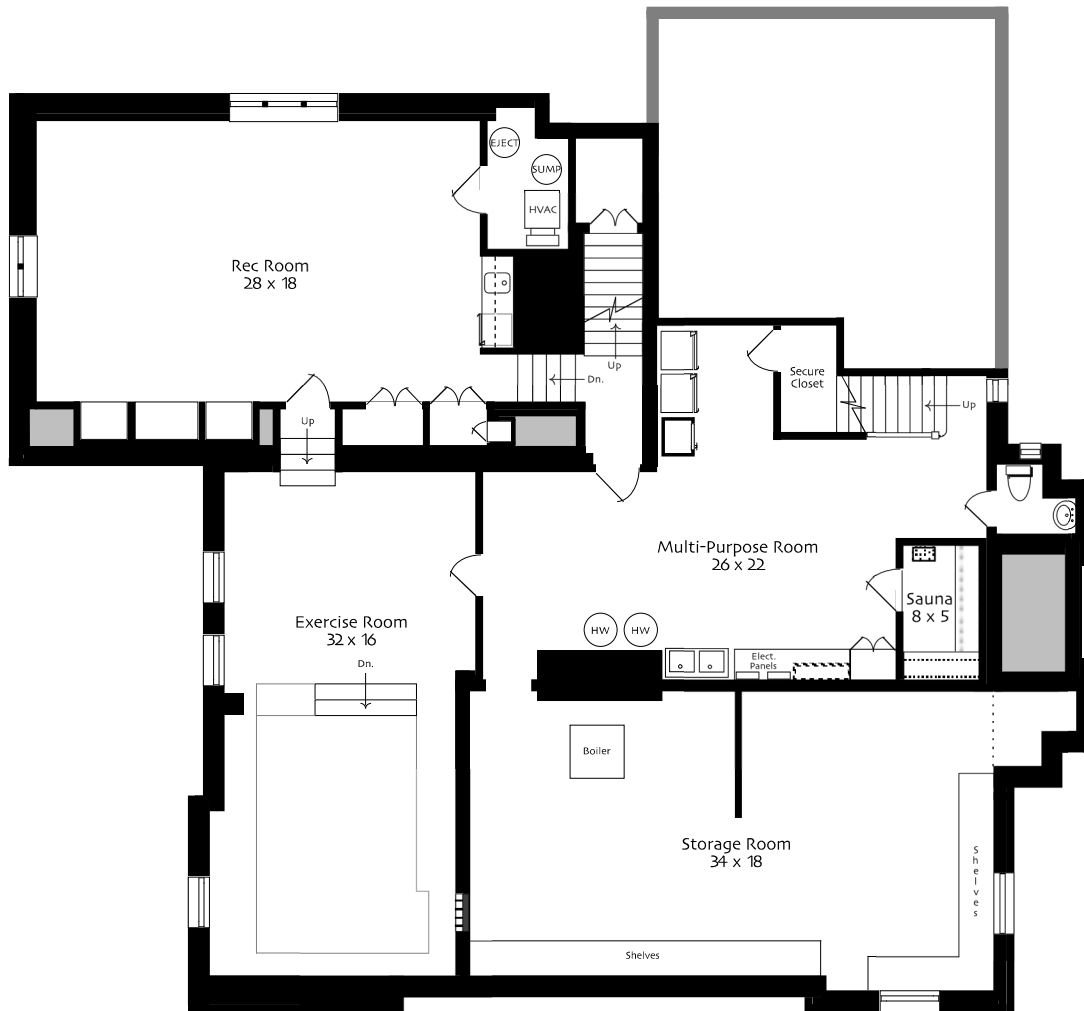 EJECT
SUMP
HVAC
Rec Room
28 x 18
Up
Dn.
Secure
Closet
Up
Up
Multi-Purpose Room
26 x 22
Sauna
8 x 5
Exercise Room
32 x 16
HW
HW
Elect.
Panels
Dn.
Boiler
Storage Room
34 x 18
Shelves
Shelves